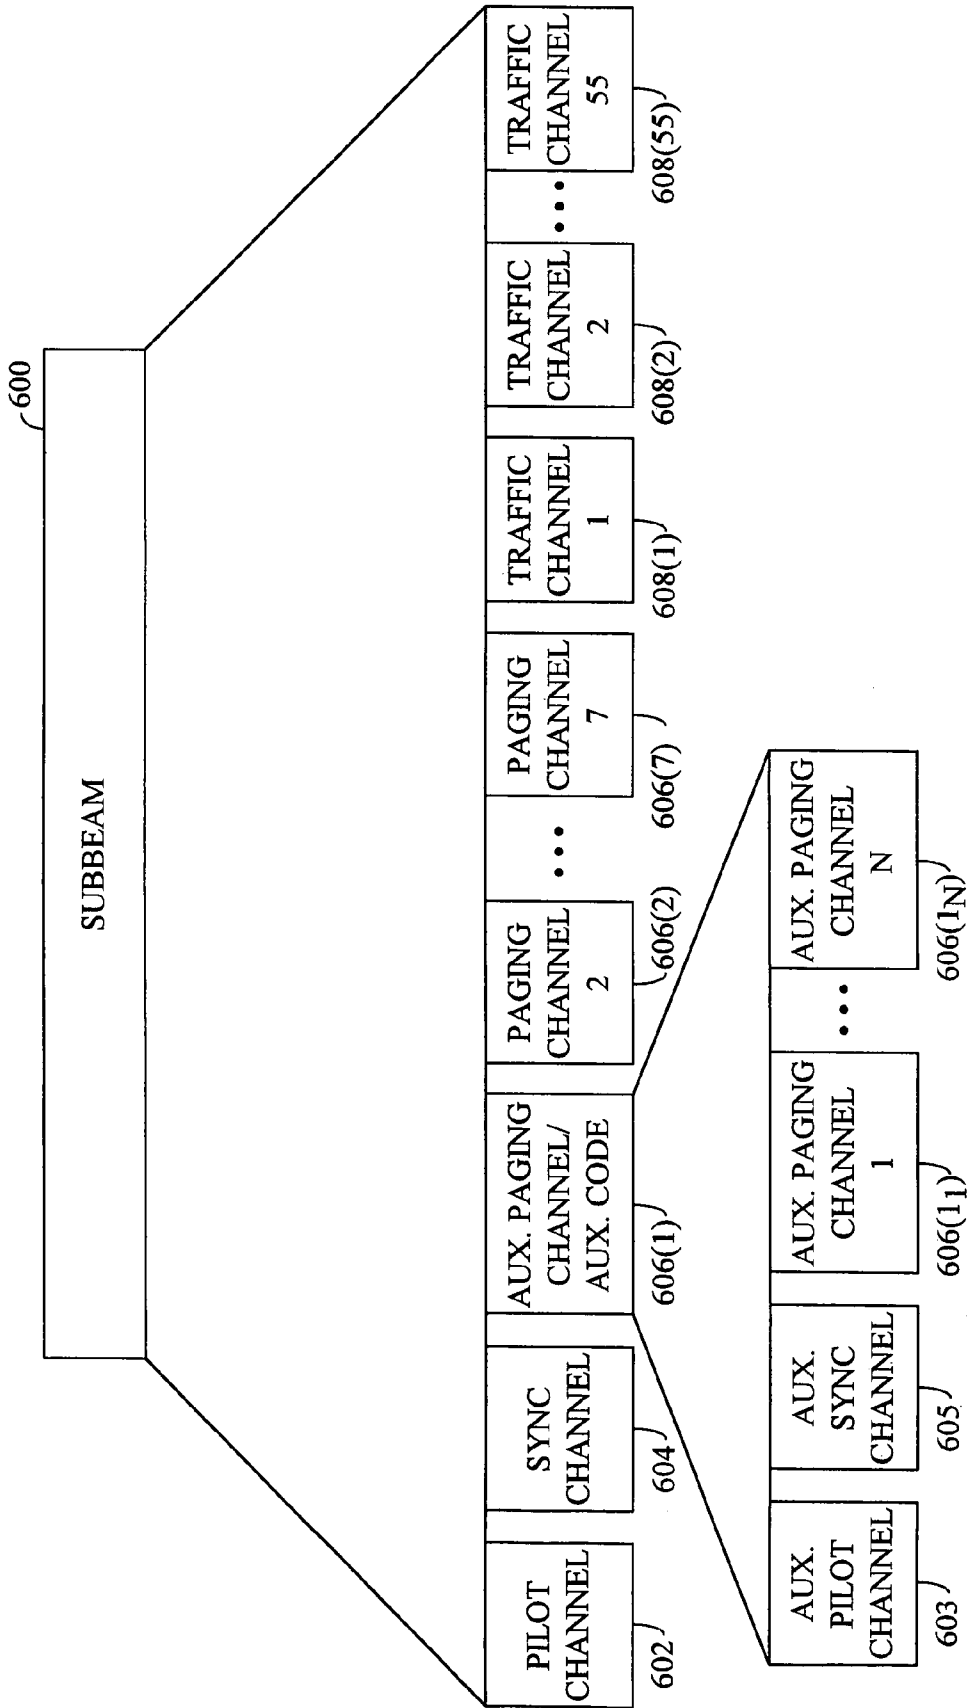 600
SUBBEAM
PILOT
CHANNEL
602
SYNC
CHANNEL
604
AUX. PAGING
CHANNEL/
AUX. CODE
606(1)
PAGING
CHANNEL
2
606(2)
•••
PAGING
CHANNEL
7
606(7)
TRAFFIC
CHANNEL
1
608(1)
TRAFFIC
CHANNEL
2
608(2)
•••
TRAFFIC
CHANNEL
55
608(55)
AUX.
PILOT
CHANNEL
603
AUX.
SYNC
CHANNEL
605
AUX. PAGING
CHANNEL
1
606(1₁)
•••
AUX. PAGING
CHANNEL
N
606(1N)